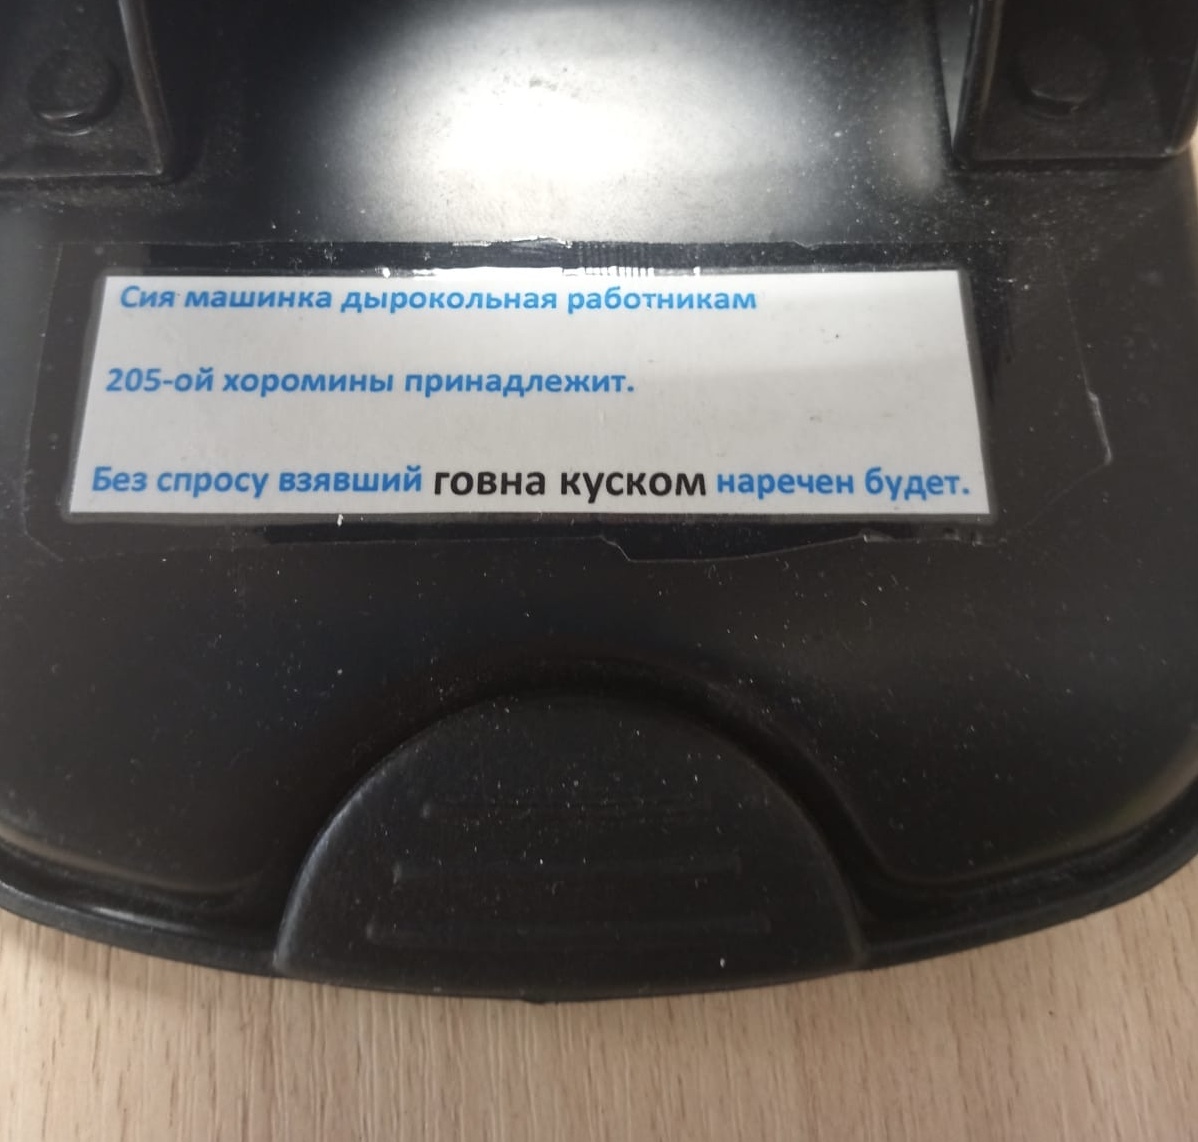 Сия машинка дырокольная работникам
205-ой хоромины принадлежит.
Без спросу взявший говна куском наречен будет.